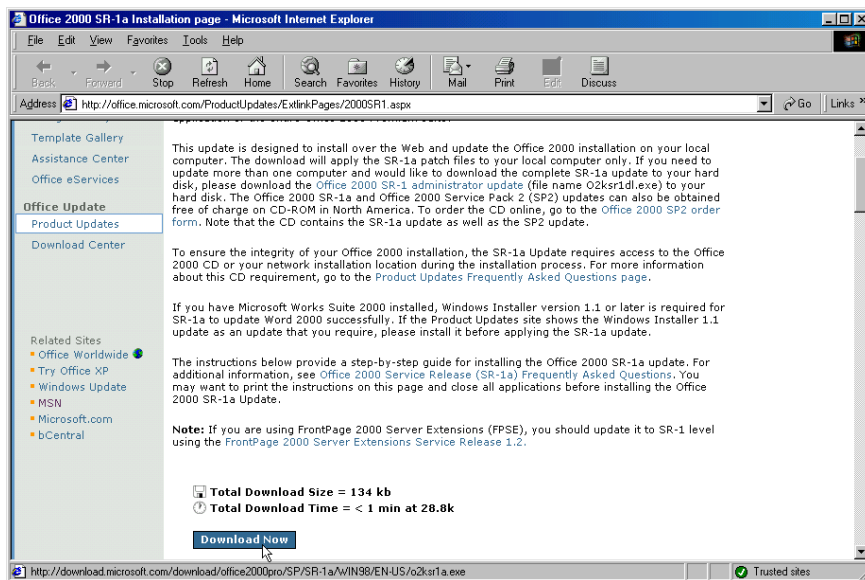 Office 2000 SR-1a Installation page - Microsoft Internet Explorer
File Edit View Favorites Tools Help
Back Forward Stop Refresh Home Search Favorites History Mail Print Edit Discuss
Address http://office.microsoft.com/ProductUpdates/ExtlinkPages/2000SR1.aspx Go Links »
Template Gallery
Assistance Center
Office eServices
Office Update
Product Updates
Download Center
Related Sites
Office Worldwide
Try Office XP
Windows Update
MSN
Microsoft.com
bCentral
This update is designed to install over the Web and update the Office 2000 installation on your local
computer. The download will apply the SR-1a patch files to your local computer only. If you need to
update more than one computer and would like to download the complete SR-1a update to your hard
disk, please download the Office 2000 SR-1 administrator update (file name O2ksr1dl.exe) to your
hard disk. The Office 2000 SR-1a and Office 2000 Service Pack 2 (SP2) updates can also be obtained
free of charge on CD-ROM in North America. To order the CD online, go to the Office 2000 SP2 order
form. Note that the CD contains the SR-1a update as well as the SP2 update.
To ensure the integrity of your Office 2000 installation, the SR-1a Update requires access to the Office
2000 CD or your network installation location during the installation process. For more information
about this CD requirement, go to the Product Updates Frequently Asked Questions page.
If you have Microsoft Works Suite 2000 installed, Windows Installer version 1.1 or later is required for
SR-1a to update Word 2000 successfully. If the Product Updates site shows the Windows Installer 1.1
update as an update that you require, please install it before applying the SR-1a update.
The instructions below provide a step-by-step guide for installing the Office 2000 SR-1a update. For
additional information, see Office 2000 Service Release (SR-1a) Frequently Asked Questions. You
may want to print the instructions on this page and close all applications before installing the Office
2000 SR-1a Update.
Note: If you are using FrontPage 2000 Server Extensions (FPSE), you should update it to SR-1 level
using the FrontPage 2000 Server Extensions Service Release 1.2.
Total Download Size = 134 kb
Total Download Time = < 1 min at 28.8k
Download Now
http://download.microsoft.com/download/office2000pro/SP/SR-1a/WIN98/EN-US/o2ksr1a.exe Trusted sites